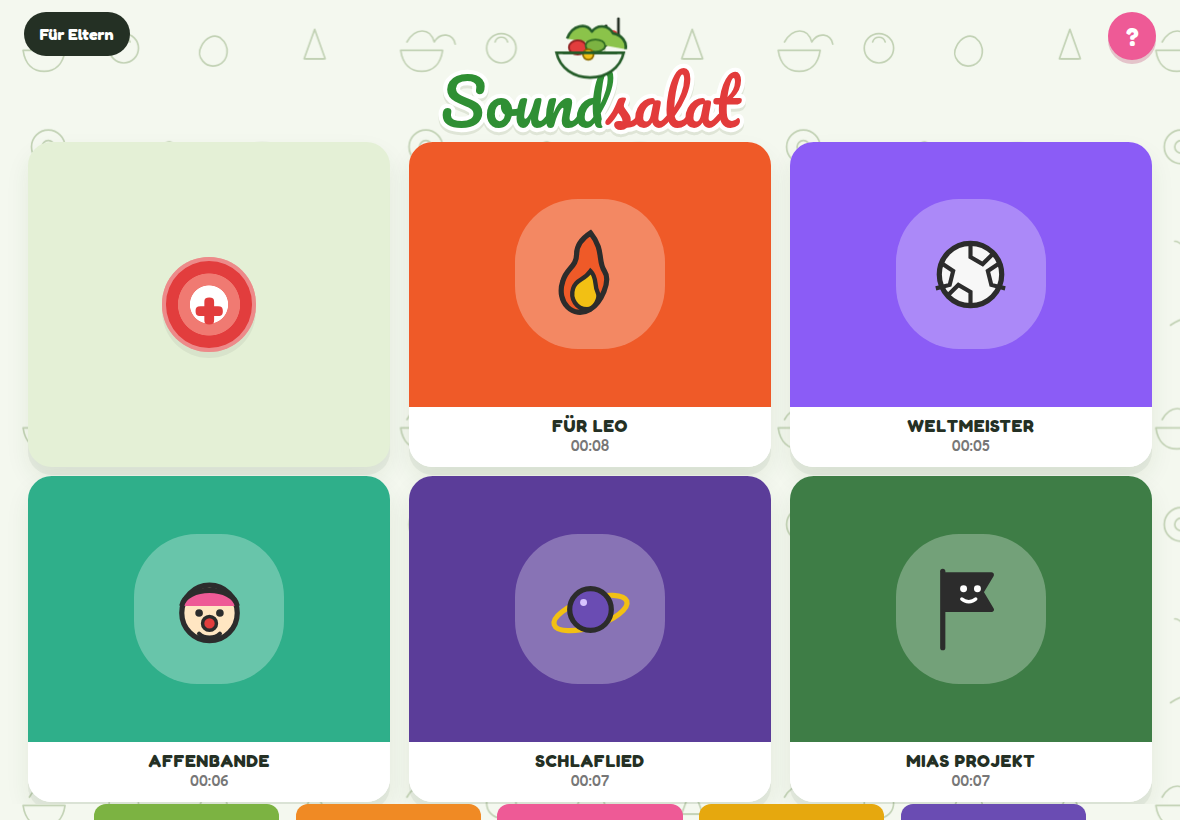 Für Eltern
?
Soundsalat
FÜR LEO
00:08
WELTMEISTER
00:05
AFFENBANDE
00:06
SCHLAFLIED
00:07
MIAS PROJEKT
00:07